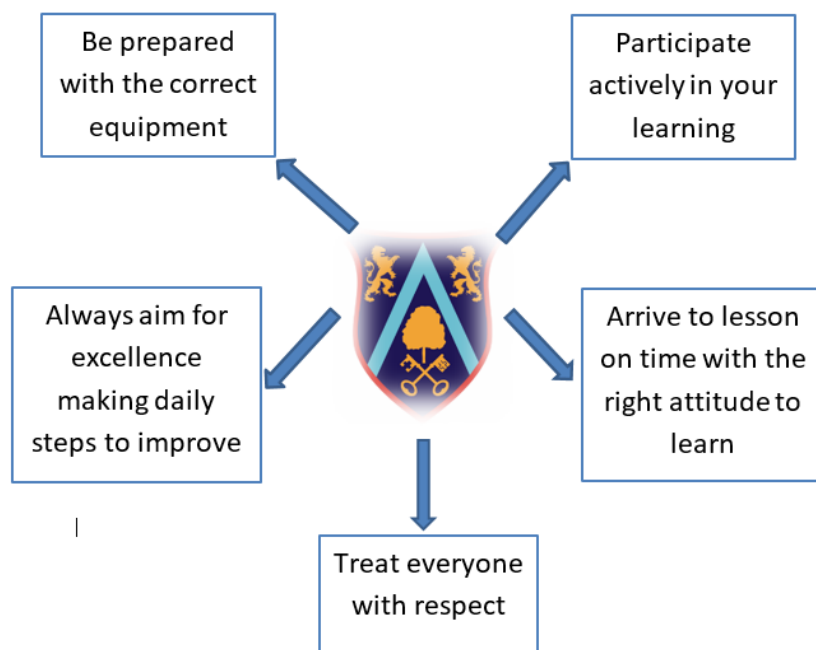 Be prepared
with the correct
equipment
Participate
actively in your
learning
Always aim for
excellence
making daily
steps to improve
Arrive to lesson
on time with the
right attitude to
learn
Treat everyone
with respect